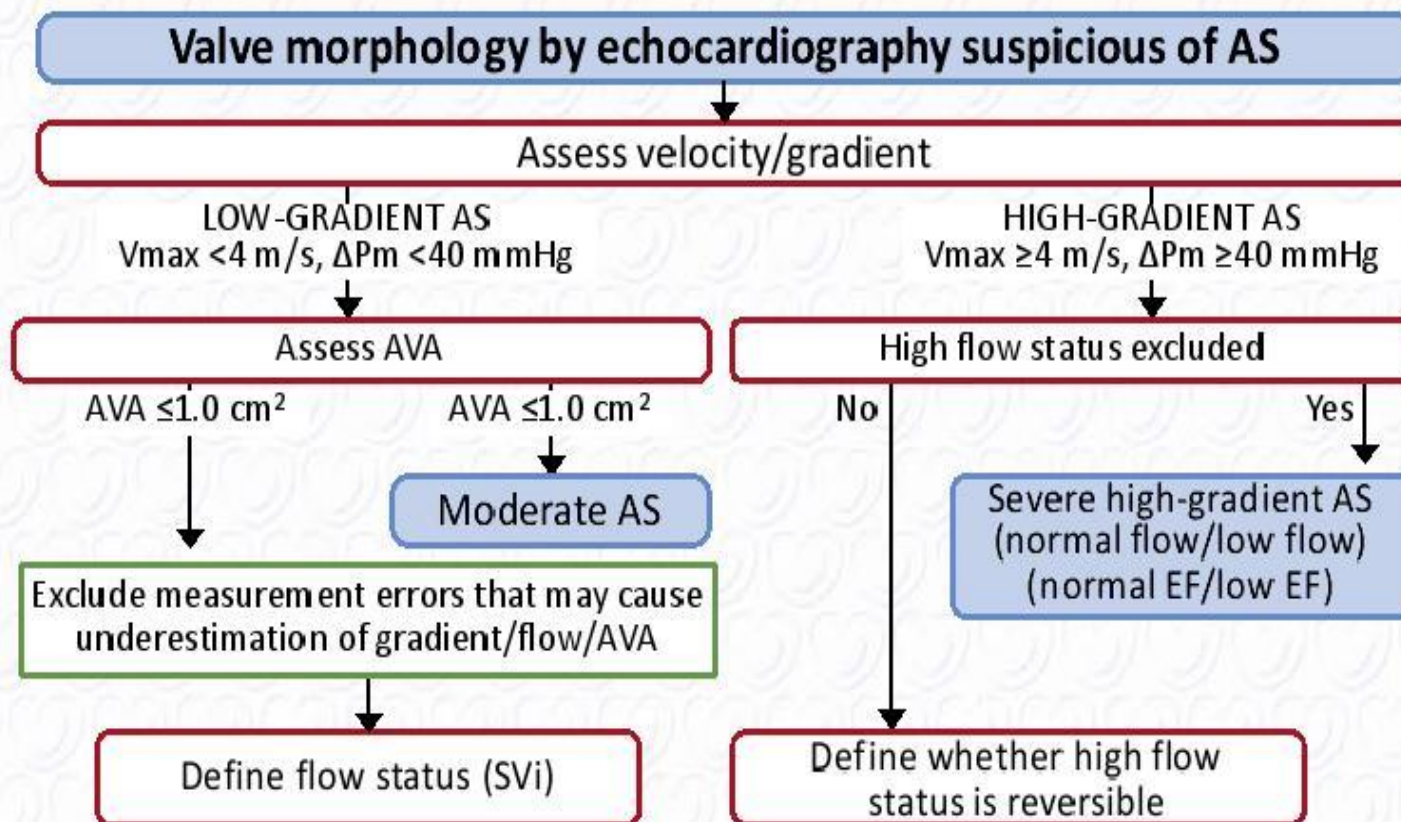 Valve morphology by echocardiography suspicious of AS
Assess velocity/gradient
LOW-GRADIENT AS
Vmax <4 m/s, ΔPm <40 mmHg
HIGH-GRADIENT AS
Vmax ≥4 m/s, ΔPm ≥40 mmHg
Assess AVA
High flow status excluded
AVA ≤1.0 cm²
AVA ≤1.0 cm²
No
Yes
Moderate AS
Severe high-gradient AS
(normal flow/low flow)
(normal EF/low EF)
Exclude measurement errors that may cause
underestimation of gradient/flow/AVA
Define flow status (SVi)
Define whether high flow
status is reversible